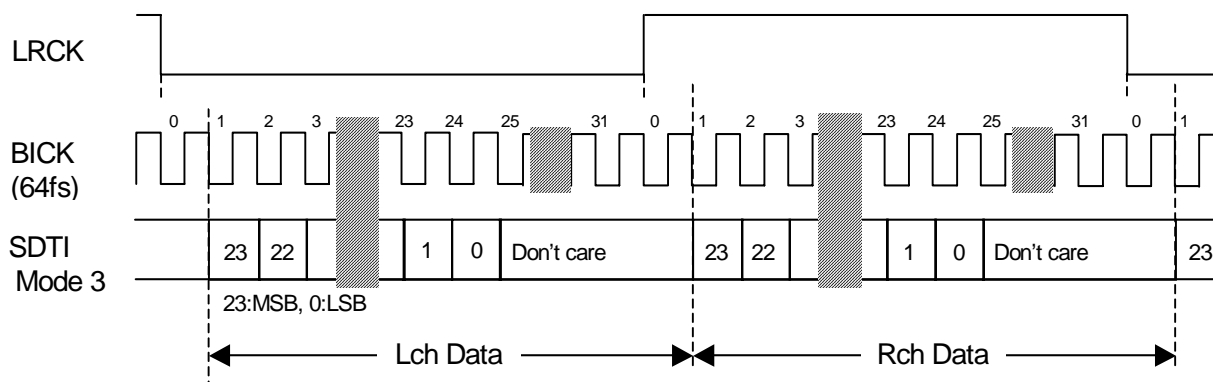 LRCK
0 1 2 3 23 24 25 31 0 1 2 3 23 24 25 31 0 1
BICK
(64fs)
SDTI
Mode 3
23 22 1 0 Don't care 23 22 1 0 Don't care 23
23:MSB, 0:LSB
Lch Data Rch Data